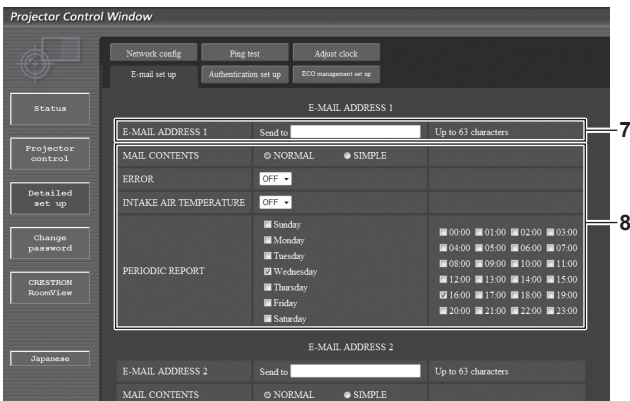 Projector Control Window
Network config Ping test Adjust clock
E-mail set up Authentication set up ECO management set up
Status
Projector control
Detailed set up
Change password
CRESTRON RoomView
Japanese
E-MAIL ADDRESS 1
E-MAIL ADDRESS 1 Send to Up to 63 characters
7
MAIL CONTENTS NORMAL SIMPLE
ERROR OFF
INTAKE AIR TEMPERATURE OFF
8
PERIODIC REPORT
Sunday
Monday
Tuesday
Wednesday
Thursday
Friday
Saturday
00:00 01:00 02:00 03:00
04:00 05:00 06:00 07:00
08:00 09:00 10:00 11:00
12:00 13:00 14:00 15:00
16:00 17:00 18:00 19:00
20:00 21:00 22:00 23:00
E-MAIL ADDRESS 2
E-MAIL ADDRESS 2 Send to Up to 63 characters
MAIL CONTENTS NORMAL SIMPLE